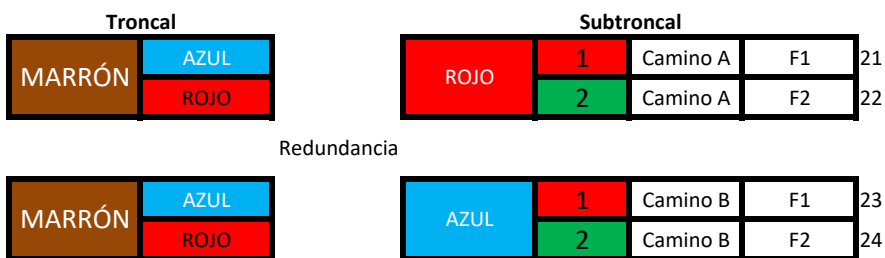 Troncal Subtroncal
MARRÓN AZUL ROJO 1 Camino A F1 21
ROJO 2 Camino A F2 22
Redundancia
MARRÓN AZUL AZUL 1 Camino B F1 23
ROJO 2 Camino B F2 24